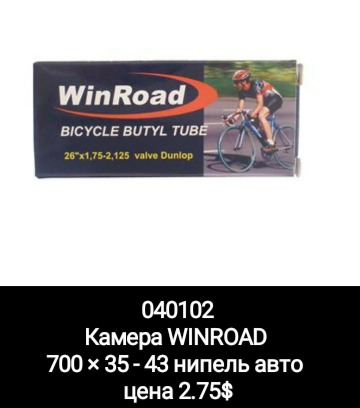 WinRoad
BICYCLE BUTYL TUBE
26"x1,75-2,125 valve Dunlop
040102
Камера WINROAD
700 × 35 - 43 нипель авто
цена 2.75$